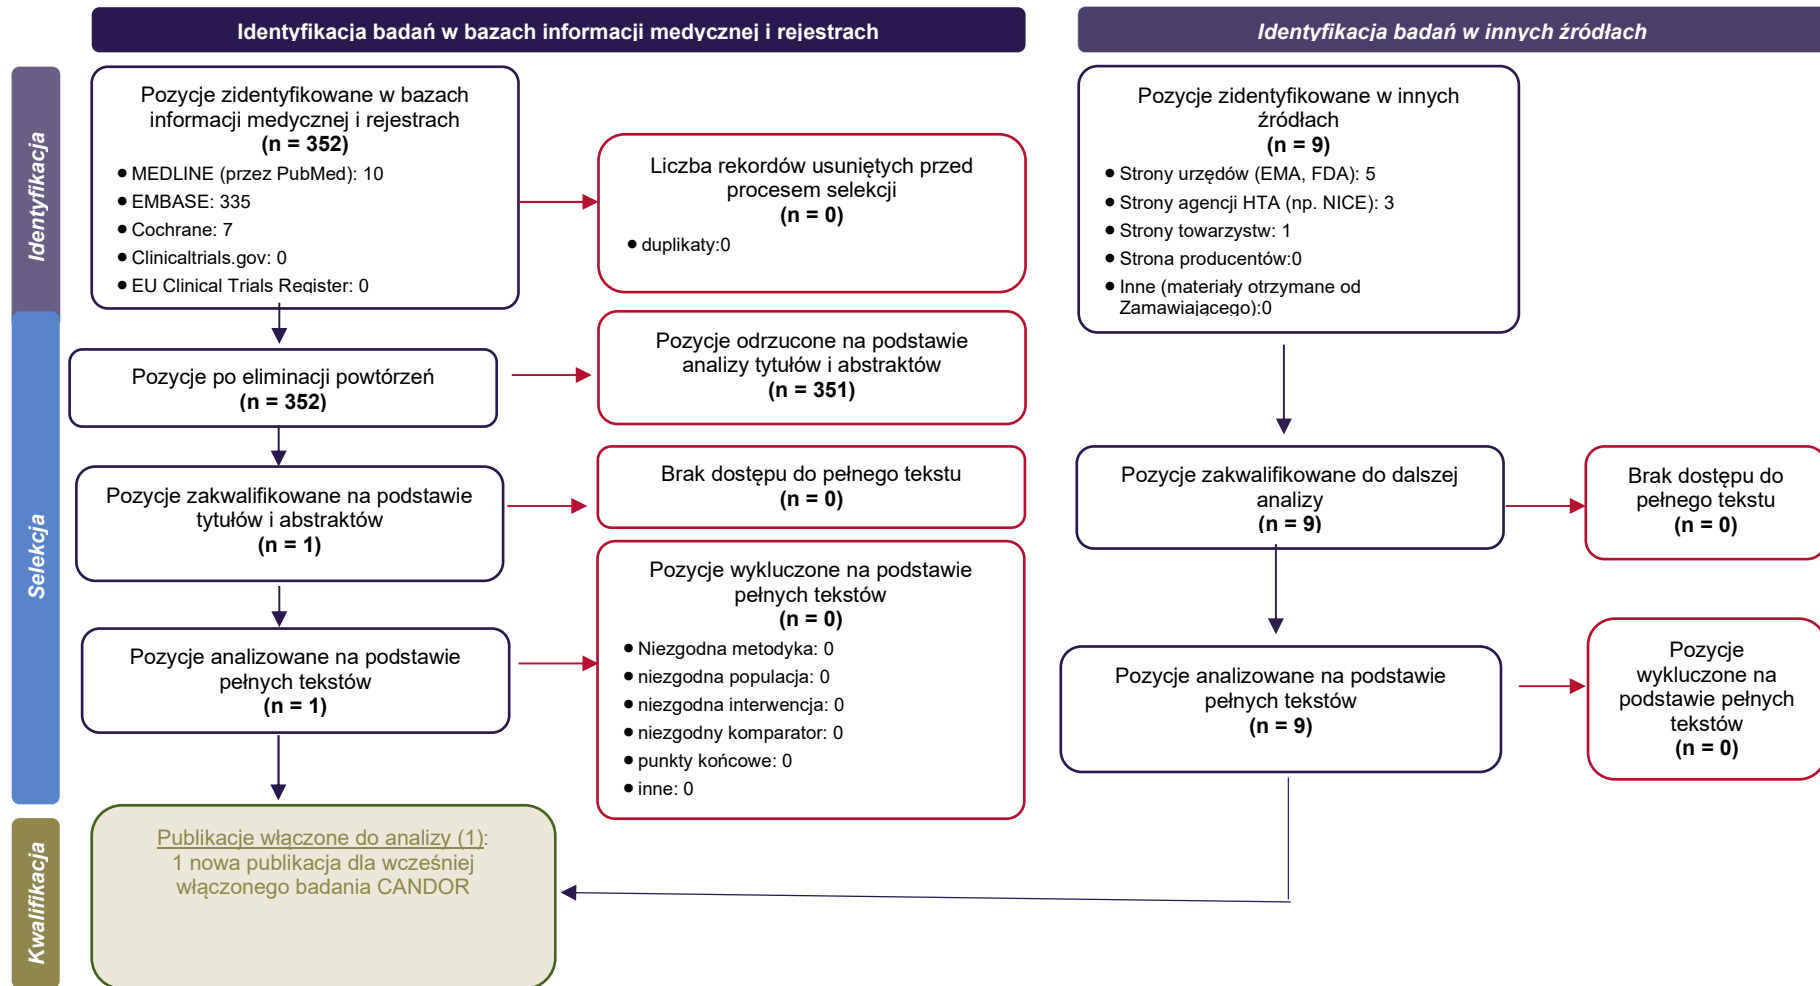 Identyfikacja badań w bazach informacji medycznej i rejestrach
Identyfikacja badań w innych źródłach
Identyfikacja
Pozycje zidentyfikowane w bazach
informacji medycznej i rejestrach
(n = 352)
• MEDLINE (przez PubMed): 10
• EMBASE: 335
• Cochrane: 7
• Clinicaltrials.gov: 0
• EU Clinical Trials Register: 0
Liczba rekordów usuniętych przed
procesem selekcji
(n = 0)
• duplikaty:0
Pozycje zidentyfikowane w innych
źródłach
(n = 9)
• Strony urzędów (EMA, FDA): 5
• Strony agencji HTA (np. NICE): 3
• Strony towarzystw: 1
• Strona producentów:0
• Inne (materiały otrzymane od
Zamawiającego):0
Selekcja
Pozycje po eliminacji powtórzeń
(n = 352)
Pozycje odrzucone na podstawie
analizy tytułów i abstraktów
(n = 351)
Pozycje zakwalifikowane na podstawie
tytułów i abstraktów
(n = 1)
Brak dostępu do pełnego tekstu
(n = 0)
Pozycje zakwalifikowane do dalszej
analizy
(n = 9)
Brak dostępu do
pełnego tekstu
(n = 0)
Pozycje analizowane na podstawie
pełnych tekstów
(n = 1)
Pozycje wykluczone na podstawie
pełnych tekstów
(n = 0)
• Niezgodna metodyka: 0
• niezgodna populacja: 0
• niezgodna interwencja: 0
• niezgodny komparator: 0
• punkty końcowe: 0
• inne: 0
Pozycje analizowane na podstawie
pełnych tekstów
(n = 9)
Pozycje
wykluczone na
podstawie pełnych
tekstów
(n = 0)
Kwalifikacja
Publikacje włączone do analizy (1):
1 nowa publikacja dla wcześniej
włączonego badania CANDOR